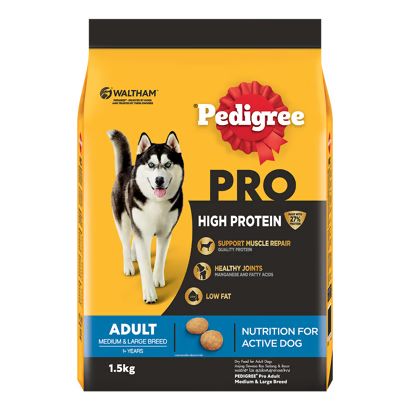 WALTHAM
Pedigree
PRO
HIGH PROTEIN
27%
SUPPORT MUSCLE REPAIR
QUALITY PROTEIN
HEALTHY JOINTS
MANGANESE AND FATTY ACIDS
LOW FAT
ADULT
MEDIUM & LARGE BREED
1+ YEARS
NUTRITION FOR
ACTIVE DOG
1.5kg
Dry Food for Adult Dogs
PEDIGREE® Pro Adult
Medium & Large Breed